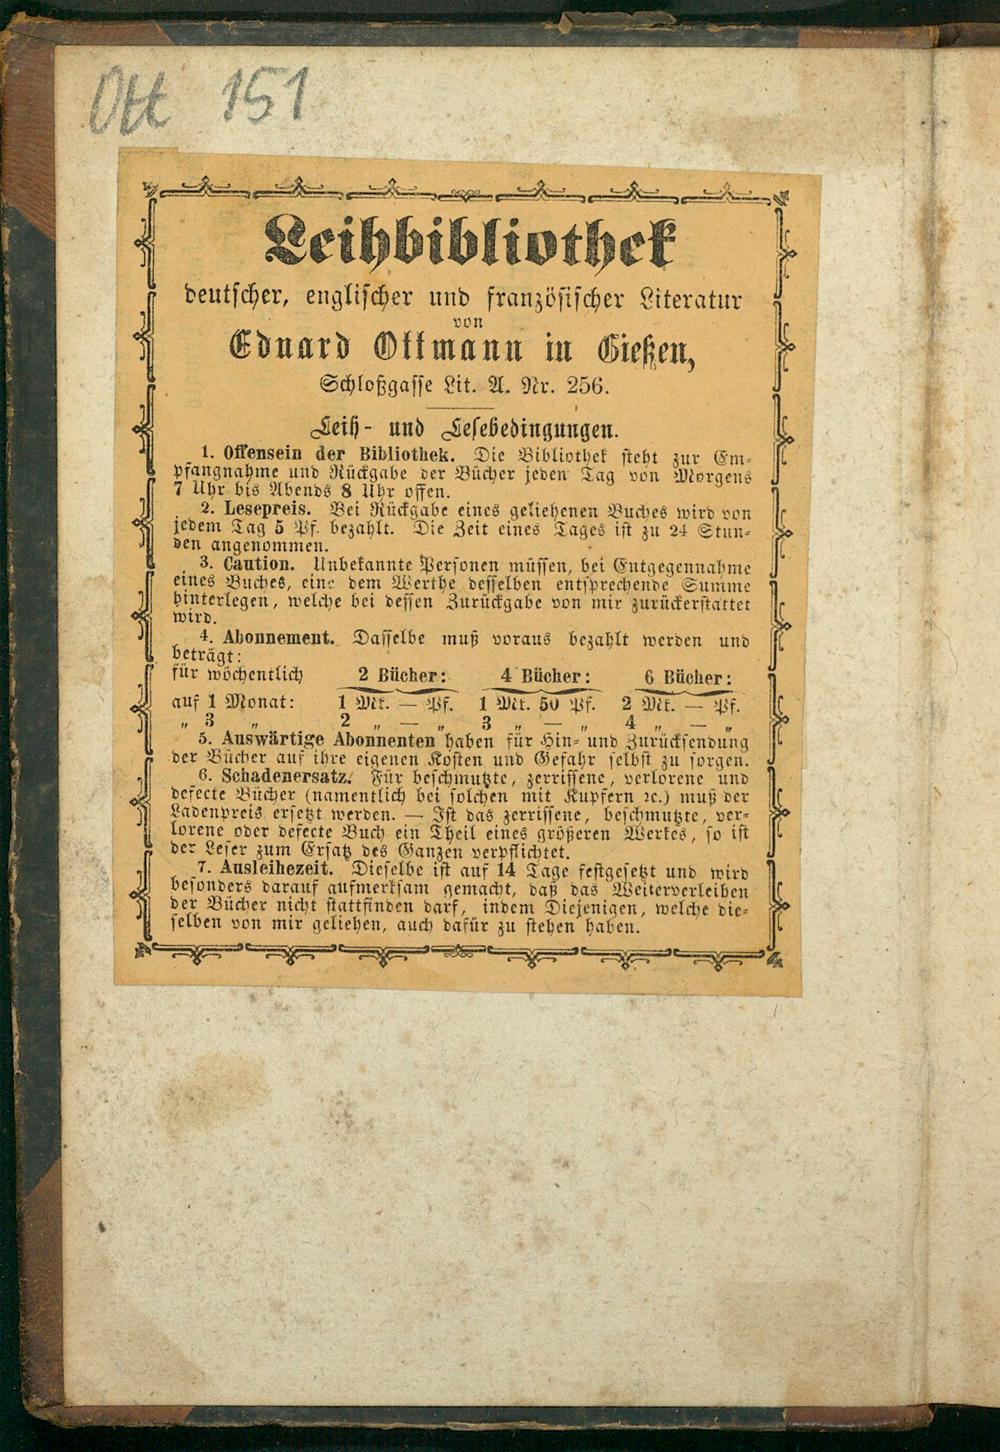 Ott 151
Leihbibliothek
deutscher, englischer und französischer Literatur
von
Eduard Ottmann in Gießen,
Schloßgasse Lit. A. Nr. 256.
Leih- und Lesebedingungen.
1. Offensein der Bibliothek. Die Bibliothek steht zur Em-
pfangnahme und Rückgabe der Bücher jeden Tag von Morgens
7 Uhr bis Abends 8 Uhr offen.
2. Lesepreis. Bei Rückgabe eines geliehenen Buches wird von
jedem Tag 5 Pf. bezahlt. Die Zeit eines Tages ist zu 24 Stun-
den angenommen.
3. Caution. Unbekannte Personen müssen, bei Entgegennahme
eines Buches, eine dem Werthe desselben entsprechende Summe
hinterlegen, welche bei dessen Zurückgabe von mir zurückerstattet
wird.
4. Abonnement. Dasselbe muß voraus bezahlt werden und
beträgt:
für wöchentlich 2 Bücher: 4 Bücher: 6 Bücher:
auf 1 Monat: 1 Mk. — Pf. 1 Mk. 50 Pf. 2 Mk. — Pf.
„ 3 „ 2 „ — „ 3 „ — „ 4 „ — „
5. Auswärtige Abonnenten haben für Hin- und Zurücksendung
der Bücher auf ihre eigenen Kosten und Gefahr selbst zu sorgen.
6. Schadenersatz. Für beschmutzte, zerrissene, verlorene und
defecte Bücher (namentlich bei solchen mit Kupfern ꝛc.) muß der
Ladenpreis ersetzt werden. — Ist das zerrissene, beschmutzte, ver-
lorene oder defecte Buch ein Theil eines größeren Werkes, so ist
der Leser zum Ersatz des Ganzen verpflichtet.
7. Ausleihezeit. Dieselbe ist auf 14 Tage festgesetzt und wird
besonders darauf aufmerksam gemacht, daß das Weiterverleihen
der Bücher nicht stattfinden darf, indem Diejenigen, welche die-
selben von mir geliehen, auch dafür zu stehen haben.